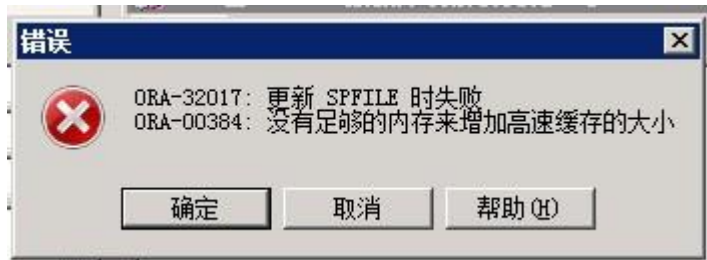 错误
ORA-32017: 更新 SPFILE 时失败
ORA-00384: 没有足够的内存来增加高速缓存的大小
确定
取消
帮助(H)